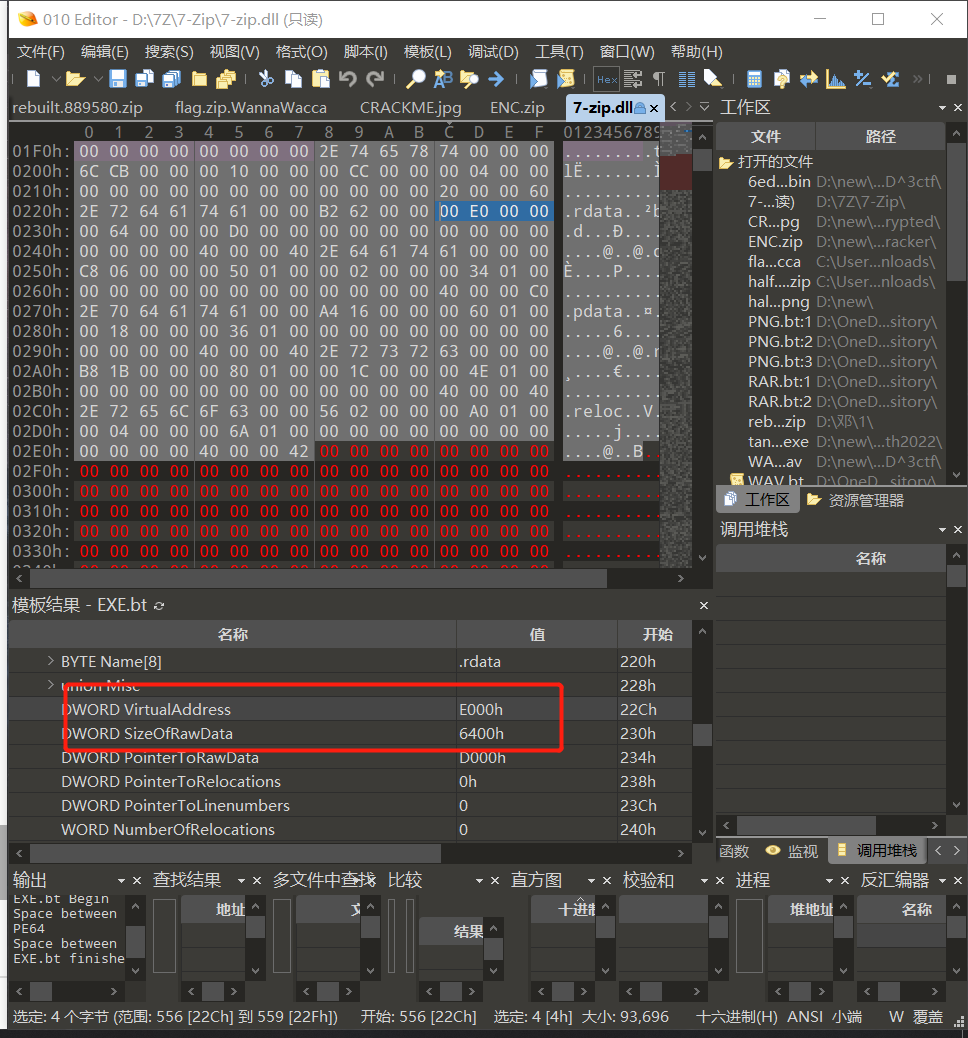 010 Editor - D:\7Z\7-Zip\7-zip.dll (只读)
文件(F) 编辑(E) 搜索(S) 视图(V) 格式(O) 脚本(I) 模板(L) 调试(D) 工具(T) 窗口(W) 帮助(H)
rebuilt.889580.zip flag.zip.WannaWacca CRACKME.jpg ENC.zip 7-zip.dll
0 1 2 3 4 5 6 7 8 9 A B C D E F 0123456789
01F0h: 00 00 00 00 00 00 00 00 2E 74 65 78 74 00 00 00 .........t
0200h: 6C CB 00 00 00 10 00 00 00 CC 00 00 00 04 00 00 lË.......Ì
0210h: 00 00 00 00 00 00 00 00 00 00 00 00 20 00 00 60 ..........
0220h: 2E 72 64 61 74 61 00 00 B2 62 00 00 00 E0 00 00 .rdata..²b
0230h: 00 64 00 00 00 D0 00 00 00 00 00 00 00 00 00 00 .d...Ð....
0240h: 00 00 00 00 40 00 00 40 2E 64 61 74 61 00 00 00 ....@..@.d
0250h: C8 06 00 00 00 50 01 00 00 02 00 00 00 34 01 00 È....P....
0260h: 00 00 00 00 00 00 00 00 00 00 00 00 40 00 00 C0 ..........
0270h: 2E 70 64 61 74 61 00 00 A4 16 00 00 00 60 01 00 .pdata..¤.
0280h: 00 18 00 00 00 36 01 00 00 00 00 00 00 00 00 00 .....6....
0290h: 00 00 00 00 40 00 00 40 2E 72 73 72 63 00 00 00 ....@..@.r
02A0h: B8 1B 00 00 00 80 01 00 00 1C 00 00 00 4E 01 00 ¸....€....
02B0h: 00 00 00 00 00 00 00 00 00 00 00 00 40 00 00 40 ..........
02C0h: 2E 72 65 6C 6F 63 00 00 56 02 00 00 00 A0 01 00 .reloc..V.
02D0h: 00 04 00 00 00 6A 01 00 00 00 00 00 00 00 00 00 .....j....
02E0h: 00 00 00 00 40 00 00 42 00 00 00 00 00 00 00 00 ....@..B..
02F0h: 00 00 00 00 00 00 00 00 00 00 00 00 00 00 00 00 ..........
0300h: 00 00 00 00 00 00 00 00 00 00 00 00 00 00 00 00 ..........
0310h: 00 00 00 00 00 00 00 00 00 00 00 00 00 00 00 00 ..........
0320h: 00 00 00 00 00 00 00 00 00 00 00 00 00 00 00 00 ..........
0330h: 00 00 00 00 00 00 00 00 00 00 00 00 00 00 00 00 ..........
工作区
文件 路径
打开的文件
6ed...bin D:\new\...D^3ctf\
7-...读) D:\7Z\7-Zip\
CR...pg D:\new\...rypted\
ENC.zip D:\new\...racker\
fla...cca C:\User...nloads\
half....zip C:\User...nloads\
hal...png D:\new\
PNG.bt:1 D:\OneD...sitory\
PNG.bt:2 D:\OneD...sitory\
PNG.bt:3 D:\OneD...sitory\
RAR.bt:1 D:\OneD...sitory\
RAR.bt:2 D:\OneD...sitory\
reb...zip D:\邓\1\
tan...exe D:\new\...th2022\
WA...av D:\new\...D^3ctf\
WAV.bt D:\OneD...sitory\
工作区 资源管理器
调用堆栈
名称
函数 监视 调用堆栈
模板结果 - EXE.bt
名称 值 开始
BYTE Name[8] .rdata 220h
union Misc 228h
DWORD VirtualAddress E000h 22Ch
DWORD SizeOfRawData 6400h 230h
DWORD PointerToRawData D000h 234h
DWORD PointerToRelocations 0h 238h
DWORD PointerToLinenumbers 0 23Ch
WORD NumberOfRelocations 0 240h
输出 查找结果 多文件中查找 比较 直方图 校验和 进程 反汇编器
EXE.bt Begin
Space between
PE64
Space between
EXE.bt finishe
地址 文 结果 十进制 堆地址 名称
选定: 4 个字节 (范围: 556 [22Ch] 到 559 [22Fh]) 开始: 556 [22Ch] 选定: 4 [4h] 大小: 93,696 十六进制(H) ANSI 小端 W 覆盖